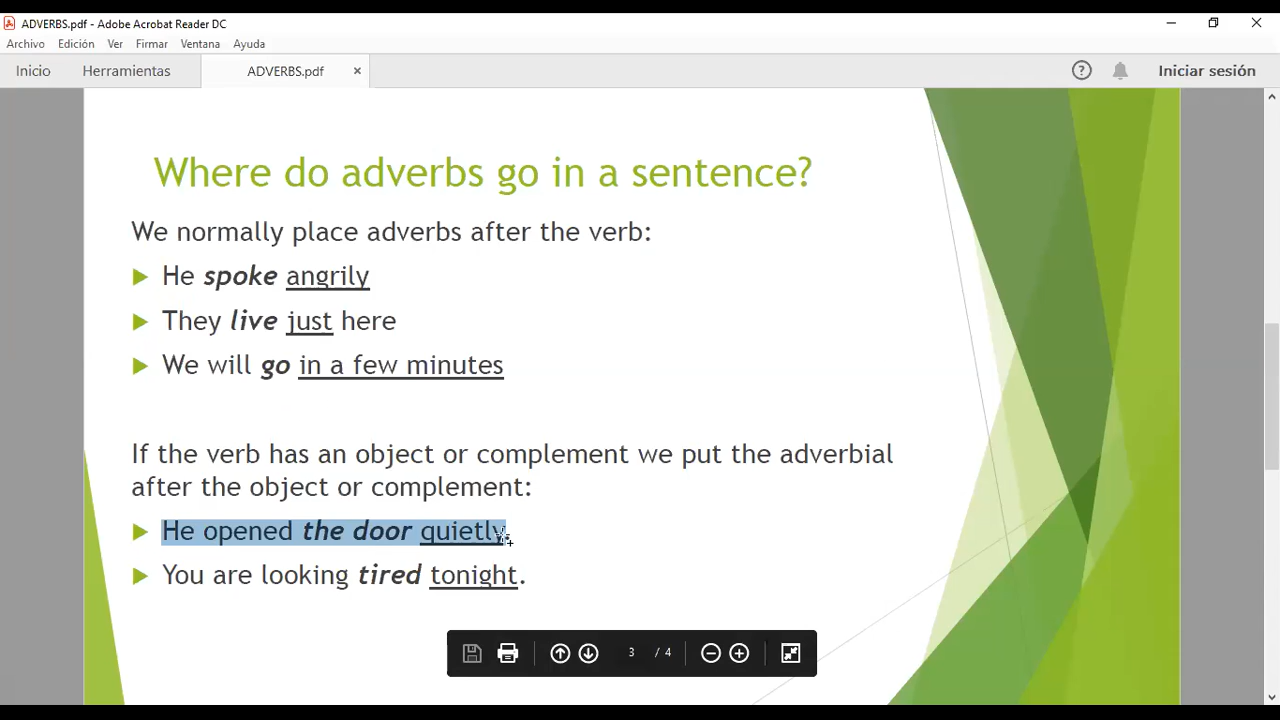 ADVERBS.pdf - Adobe Acrobat Reader DC
Archivo Edición Ver Firmar Ventana Ayuda
Inicio Herramientas ADVERBS.pdf × ? Iniciar sesión
Where do adverbs go in a sentence?
We normally place adverbs after the verb:
He spoke angrily
They live just here
We will go in a few minutes
If the verb has an object or complement we put the adverbial
after the object or complement:
He opened the door quietly.
You are looking tired tonight.
3 / 4